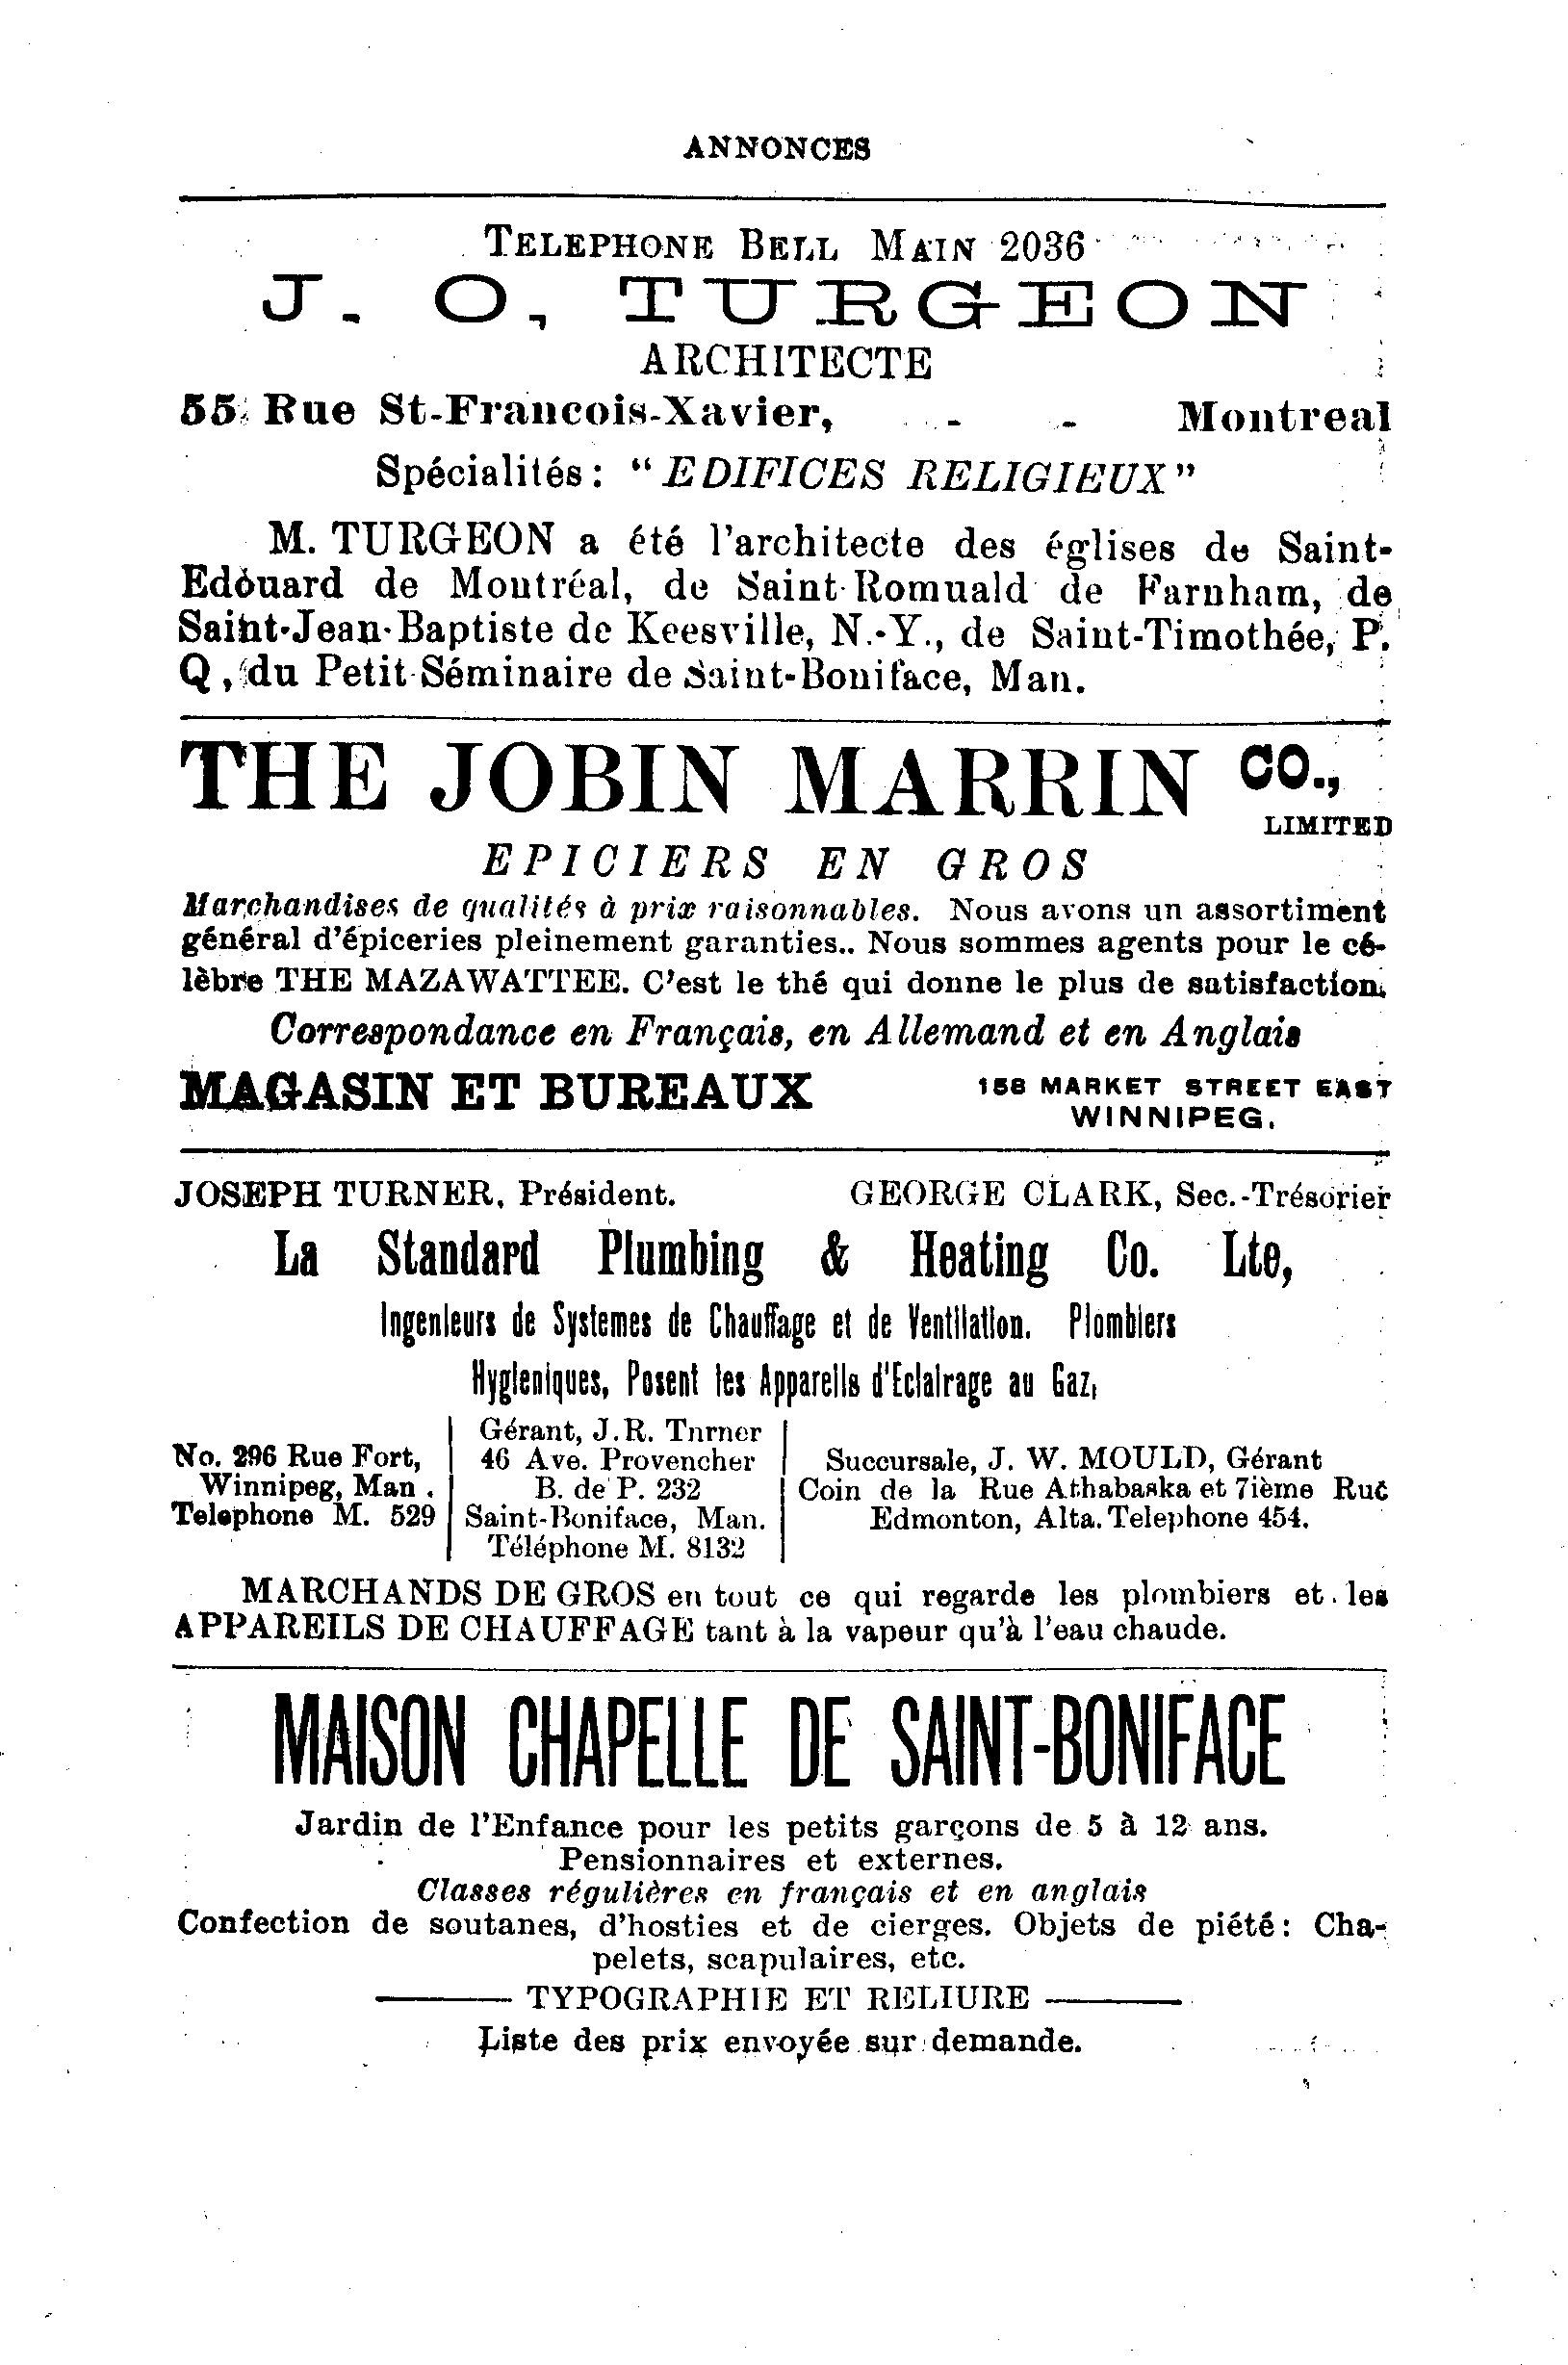 ANNONCES
TELEPHONE BELL MAIN 2036
J. O, TURGEON
ARCHITECTE
55, Rue St-Francois-Xavier, - - Montreal
Spécialités: "EDIFICES RELIGIEUX"
M. TURGEON a été l'architecte des églises de Saint-
Edouard de Montréal, de Saint-Romuald de Farnham, de
Saint-Jean-Baptiste de Keesville, N.-Y., de Saint-Timothée, P.
Q, du Petit Séminaire de Saint-Boniface, Man.
THE JOBIN MARRIN CO.,
LIMITED
EPICIERS EN GROS
Marchandises de qualités à prix raisonnables. Nous avons un assortiment
général d'épiceries pleinement garanties.. Nous sommes agents pour le cé-
lèbre THE MAZAWATTEE. C'est le thé qui donne le plus de satisfaction.
Correspondance en Français, en Allemand et en Anglais
MAGASIN ET BUREAUX 158 MARKET STREET EAST
WINNIPEG.
JOSEPH TURNER, Président. GEORGE CLARK, Sec.-Trésorier
La Standard Plumbing & Heating Co. Lte,
Ingenieurs de Systemes de Chauffage et de Ventilation. Plombiers
Hygieniques, Posent les Appareils d'Eclairage au Gaz,
No. 296 Rue Fort,
Winnipeg, Man.
Telephone M. 529
Gérant, J.R. Tnrner
46 Ave. Provencher
B. de P. 232
Saint-Boniface, Man.
Téléphone M. 8132
Succursale, J. W. MOULD, Gérant
Coin de la Rue Athabaska et 7ième Rue
Edmonton, Alta. Telephone 454.
MARCHANDS DE GROS en tout ce qui regarde les plombiers et les
APPAREILS DE CHAUFFAGE tant à la vapeur qu'à l'eau chaude.
MAISON CHAPELLE DE SAINT-BONIFACE
Jardin de l'Enfance pour les petits garçons de 5 à 12 ans.
Pensionnaires et externes.
Classes régulières en français et en anglais
Confection de soutanes, d'hosties et de cierges. Objets de piété: Cha-
pelets, scapulaires, etc.
TYPOGRAPHIE ET RELIURE
Liste des prix envoyée sur demande.